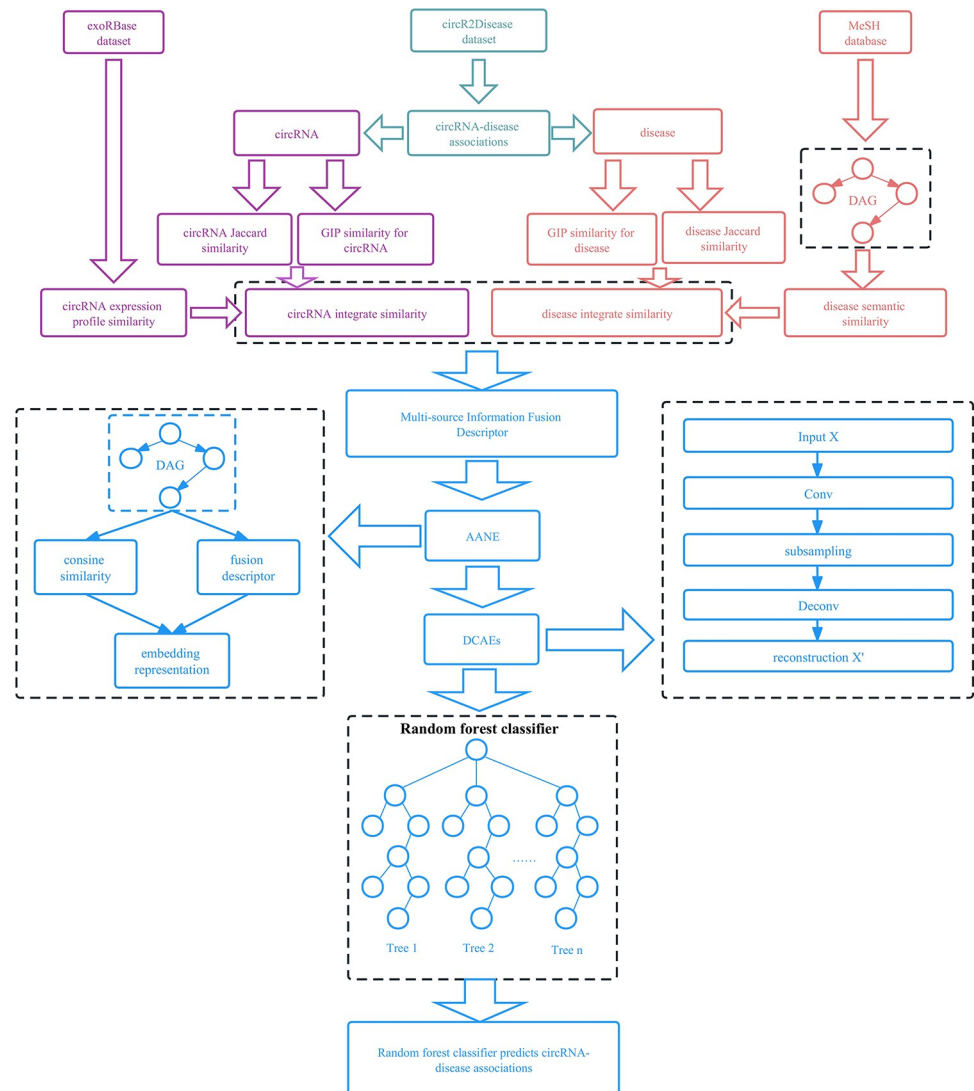 exoRBase
dataset
circR2Disease
dataset
MeSH
database
circRNA
circRNA-disease
associations
disease
DAG
circRNA Jaccard
similarity
GIP similarity for
circRNA
GIP similarity for
disease
disease Jaccard
similarity
circRNA expression
profile similarity
circRNA integrate similarity
disease integrate similarity
disease semantic
similarity
Multi-source Information Fusion
Descriptor
DAG
consine
similarity
fusion
descriptor
embedding
representation
AANE
DCAEs
Input X
Conv
subsampling
Deconv
reconstruction X'
Random forest classifier
......
Tree 1
Tree 2
Tree n
Random forest classifier predicts circRNA-
disease associations